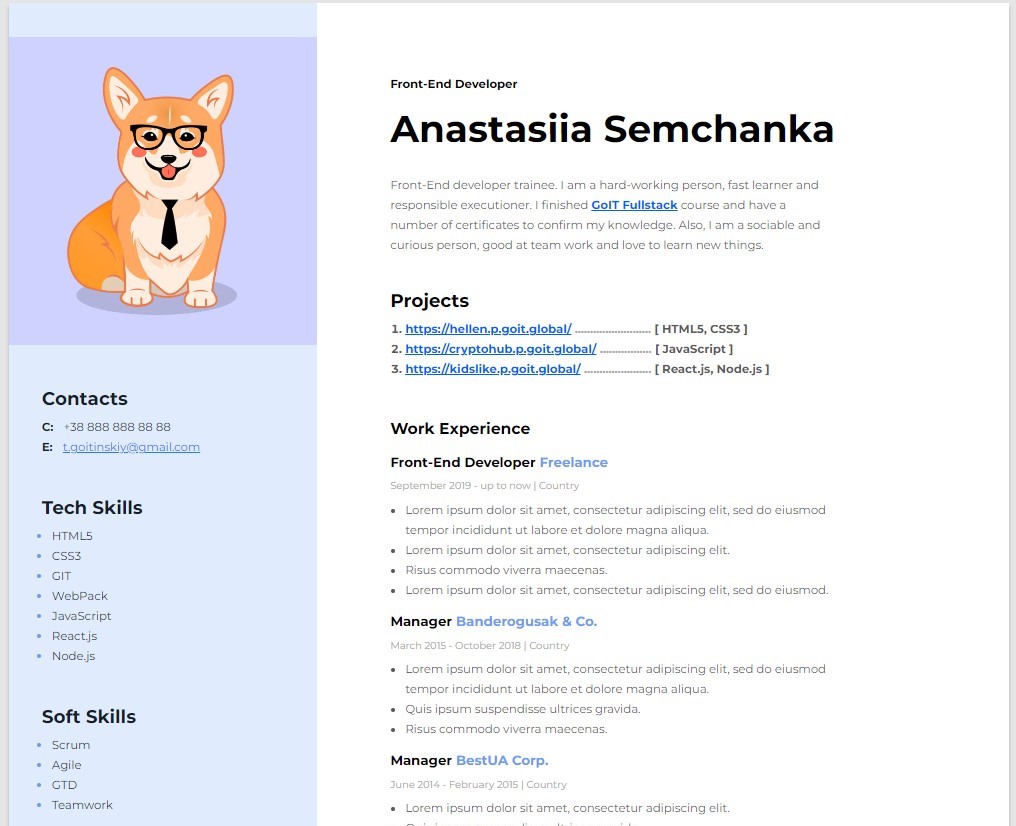 Front-End Developer
Anastasiia Semchanka
Front-End developer trainee. I am a hard-working person, fast learner and
responsible executioner. I finished GoIT Fullstack course and have a
number of certificates to confirm my knowledge. Also, I am a sociable and
curious person, good at team work and love to learn new things.
Projects
1. https://hellen.p.goit.global/ ......................... [ HTML5, CSS3 ]
2. https://cryptohub.p.goit.global/ ................. [ JavaScript ]
3. https://kidslike.p.goit.global/ ...................... [ React.js, Node.js ]
Work Experience
Front-End Developer Freelance
September 2019 - up to now | Country
• Lorem ipsum dolor sit amet, consectetur adipiscing elit, sed do eiusmod
tempor incididunt ut labore et dolore magna aliqua.
• Lorem ipsum dolor sit amet, consectetur adipiscing elit.
• Risus commodo viverra maecenas.
• Lorem ipsum dolor sit amet, consectetur adipiscing elit, sed do eiusmod.
Manager Banderogusak & Co.
March 2015 - October 2018 | Country
• Lorem ipsum dolor sit amet, consectetur adipiscing elit, sed do eiusmod
tempor incididunt ut labore et dolore magna aliqua.
• Quis ipsum suspendisse ultrices gravida.
• Risus commodo viverra maecenas.
Manager BestUA Corp.
June 2014 - February 2015 | Country
• Lorem ipsum dolor sit amet, consectetur adipiscing elit.
Contacts
C: +38 888 888 88 88
E: t.goitinskiy@gmail.com
Tech Skills
• HTML5
• CSS3
• GIT
• WebPack
• JavaScript
• React.js
• Node.js
Soft Skills
• Scrum
• Agile
• GTD
• Teamwork